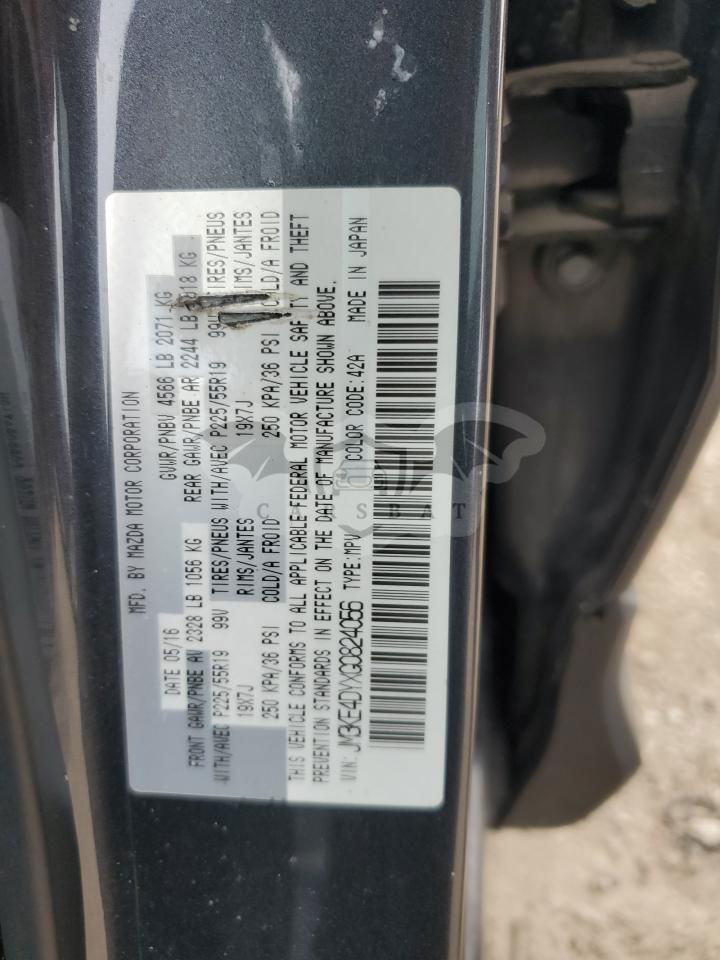 MFD. BY MAZDA MOTOR CORPORATION
DATE 05/16 GVWR/PNBV 4566 LB 2071 KG
FRONT GAWR/PNBE AV 2328 LB 1056 KG REAR GAWR/PNBE AR 2244 LB KG
WITH/AVEC P225/55R19 99V TIRES/PNEUS WITH/AVEC P225/55R19 TIRES/PNEUS
19X7J RIMS/JANTES 19X7J RIMS/JANTES
250 KPA/36 PSI COLD/A FROID 250 KPA/36 PSI COLD/A FROID
THIS VEHICLE CONFORMS TO ALL APPLICABLE FEDERAL MOTOR VEHICLE SAFETY AND THEFT
PREVENTION STANDARDS IN EFFECT ON THE DATE OF MANUFACTURE SHOWN ABOVE.
VIN: JM3KE4DYXG0824056 TYPE:MPV COLOR CODE:42A MADE IN JAPAN
CARSBAT